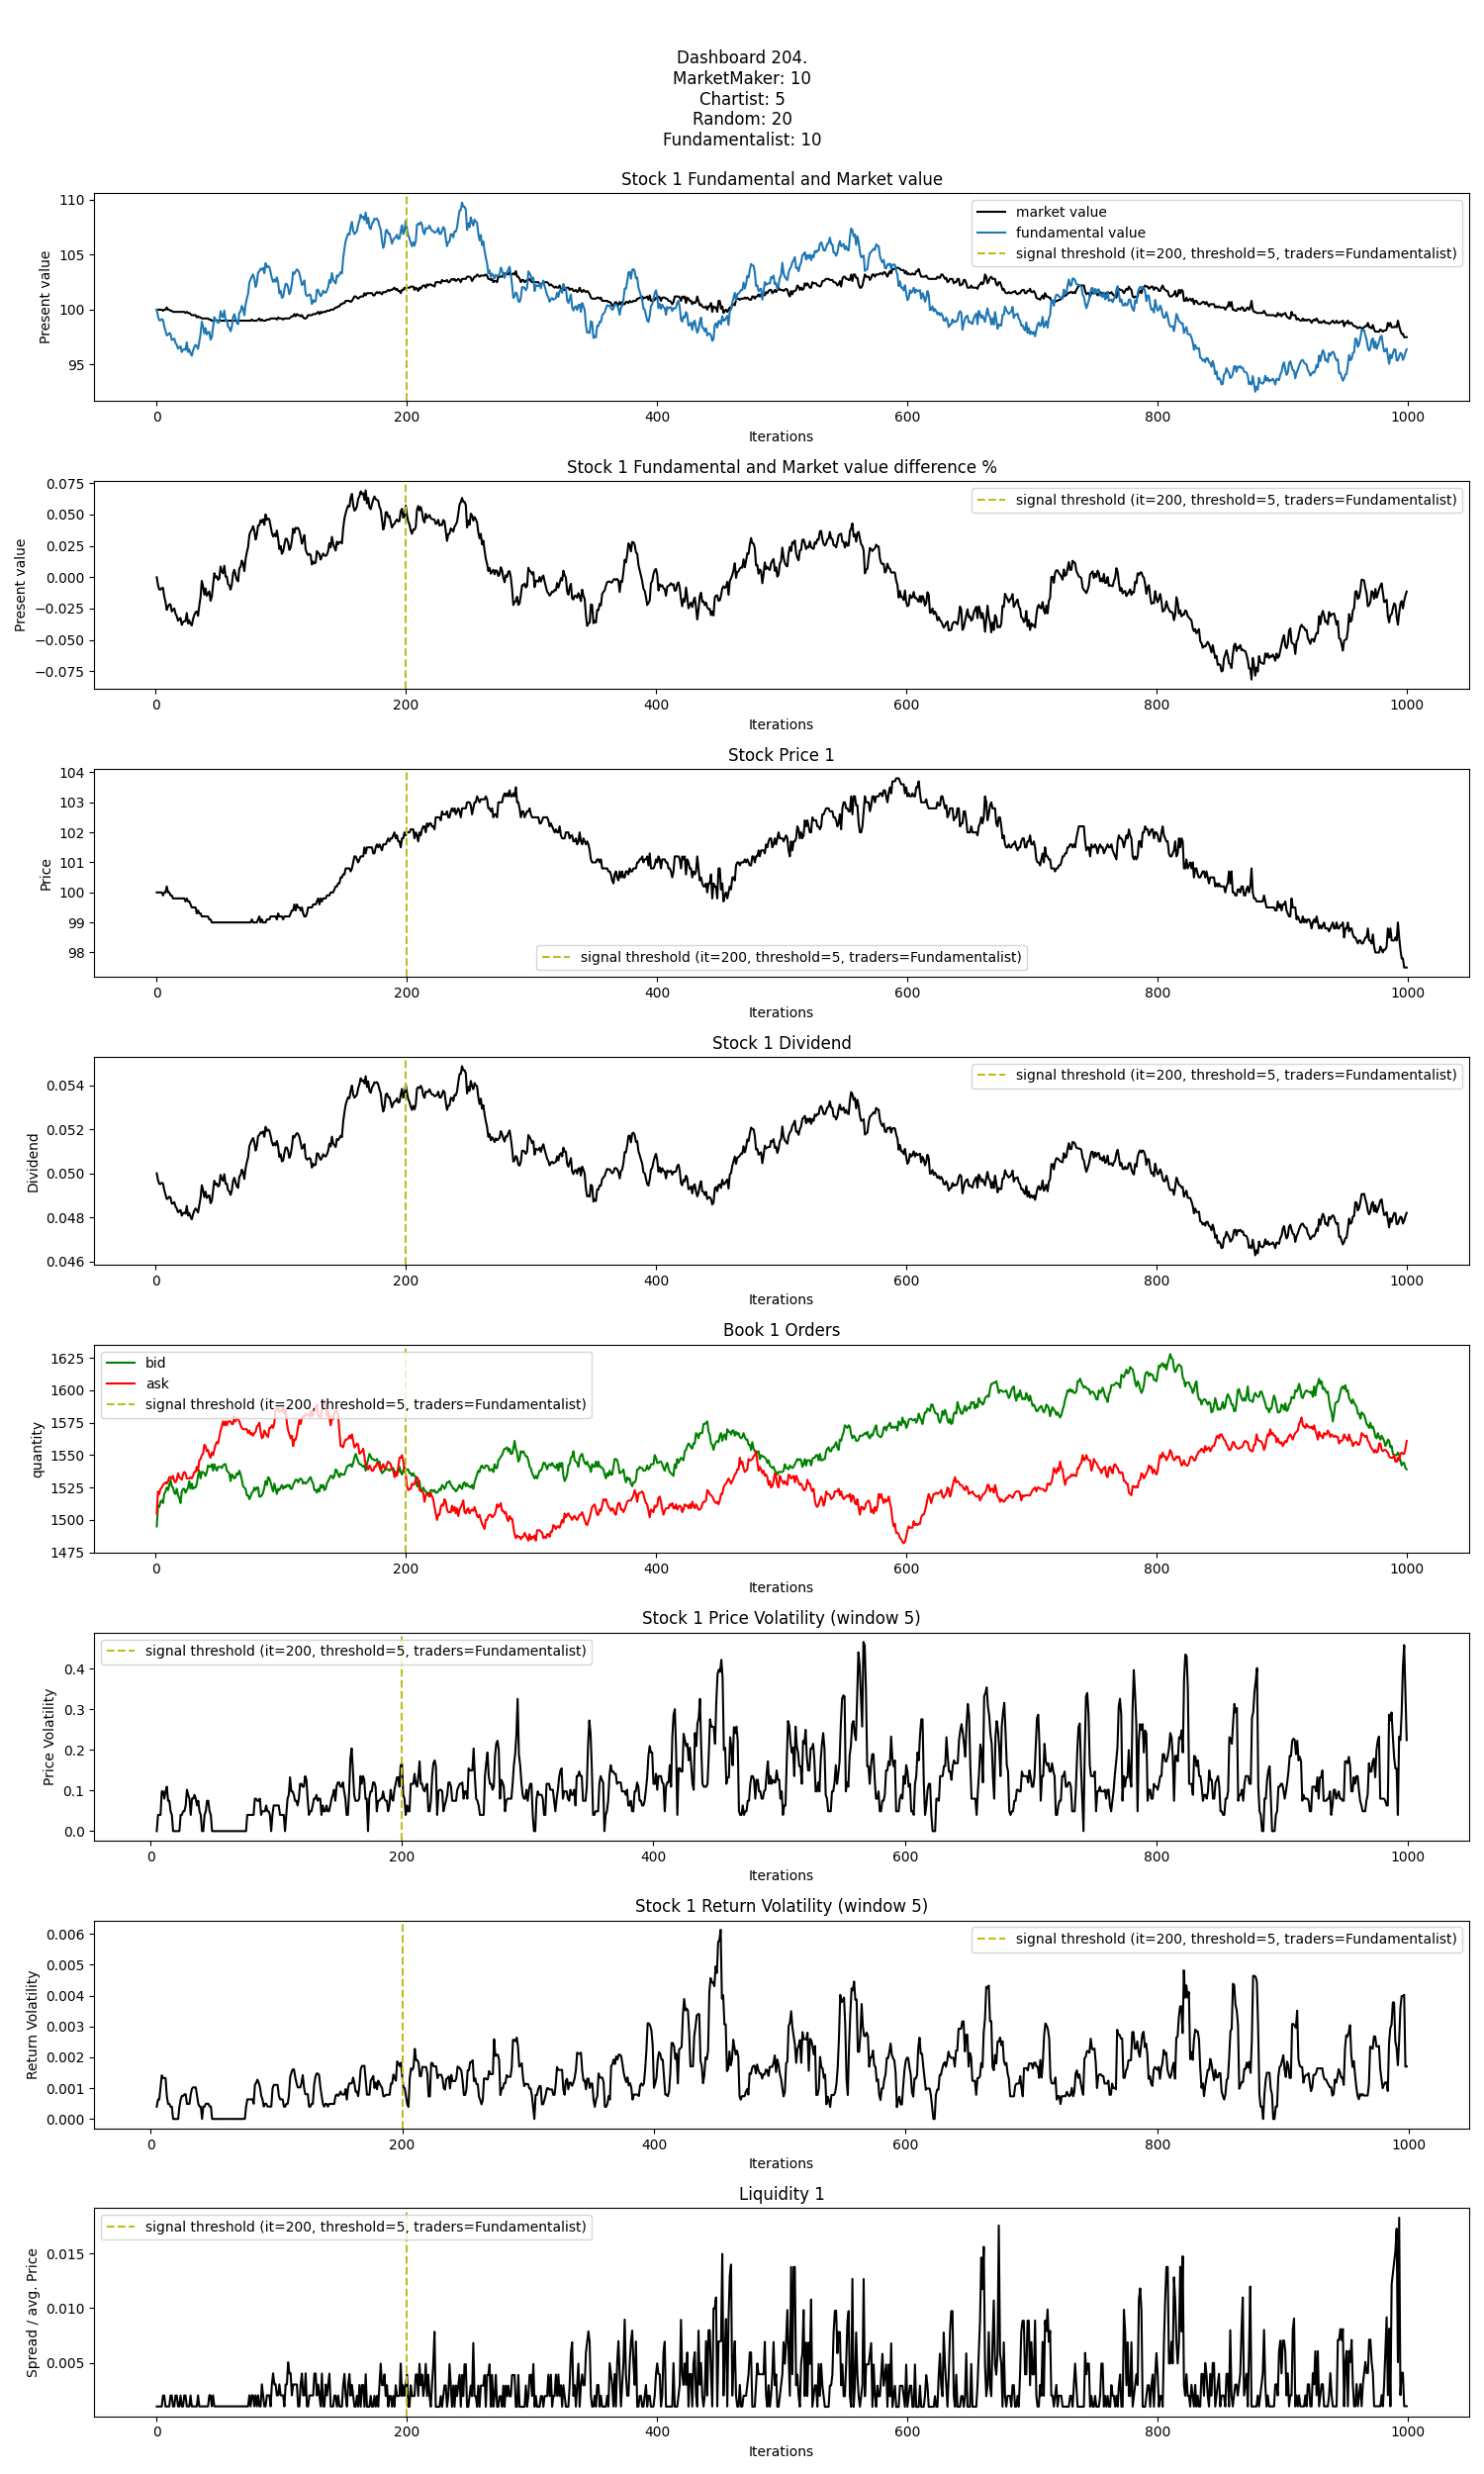 Dashboard 204.
MarketMaker: 10
Chartist: 5
Random: 20
Fundamentalist: 10
Stock 1 Fundamental and Market value
Present value
110
105
100
95
market value
fundamental value
signal threshold (it=200, threshold=5, traders=Fundamentalist)
0 200 400 600 800 1000
Iterations
Stock 1 Fundamental and Market value difference %
Present value
0.075
0.050
0.025
0.000
−0.025
−0.050
−0.075
signal threshold (it=200, threshold=5, traders=Fundamentalist)
0 200 400 600 800 1000
Iterations
Stock Price 1
Price
104
103
102
101
100
99
98
signal threshold (it=200, threshold=5, traders=Fundamentalist)
0 200 400 600 800 1000
Iterations
Stock 1 Dividend
Dividend
0.054
0.052
0.050
0.048
0.046
signal threshold (it=200, threshold=5, traders=Fundamentalist)
0 200 400 600 800 1000
Iterations
Book 1 Orders
quantity
1625
1600
1575
1550
1525
1500
1475
bid
ask
signal threshold (it=200, threshold=5, traders=Fundamentalist)
0 200 400 600 800 1000
Iterations
Stock 1 Price Volatility (window 5)
Price Volatility
0.4
0.3
0.2
0.1
0.0
signal threshold (it=200, threshold=5, traders=Fundamentalist)
0 200 400 600 800 1000
Iterations
Stock 1 Return Volatility (window 5)
Return Volatility
0.006
0.005
0.004
0.003
0.002
0.001
0.000
signal threshold (it=200, threshold=5, traders=Fundamentalist)
0 200 400 600 800 1000
Iterations
Liquidity 1
Spread / avg. Price
0.015
0.010
0.005
signal threshold (it=200, threshold=5, traders=Fundamentalist)
0 200 400 600 800 1000
Iterations